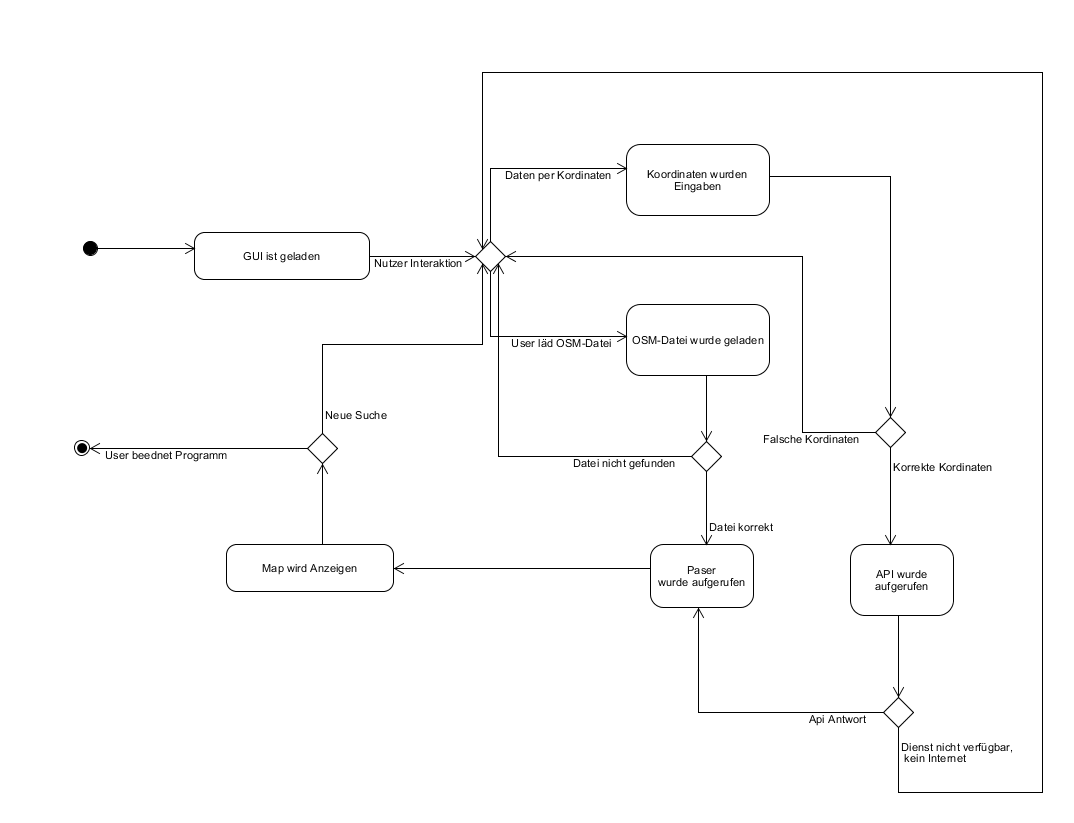 Daten per Kordinaten
Koordinaten wurden
Eingaben
GUI ist geladen
Nutzer Interaktion
User läd OSM-Datei
OSM-Datei wurde geladen
Neue Suche
User beednet Programm
Falsche Kordinaten
Datei nicht gefunden
Korrekte Kordinaten
Datei korrekt
Map wird Anzeigen
Paser
wurde aufgerufen
API wurde
aufgerufen
Api Antwort
Dienst nicht verfügbar,
kein Internet